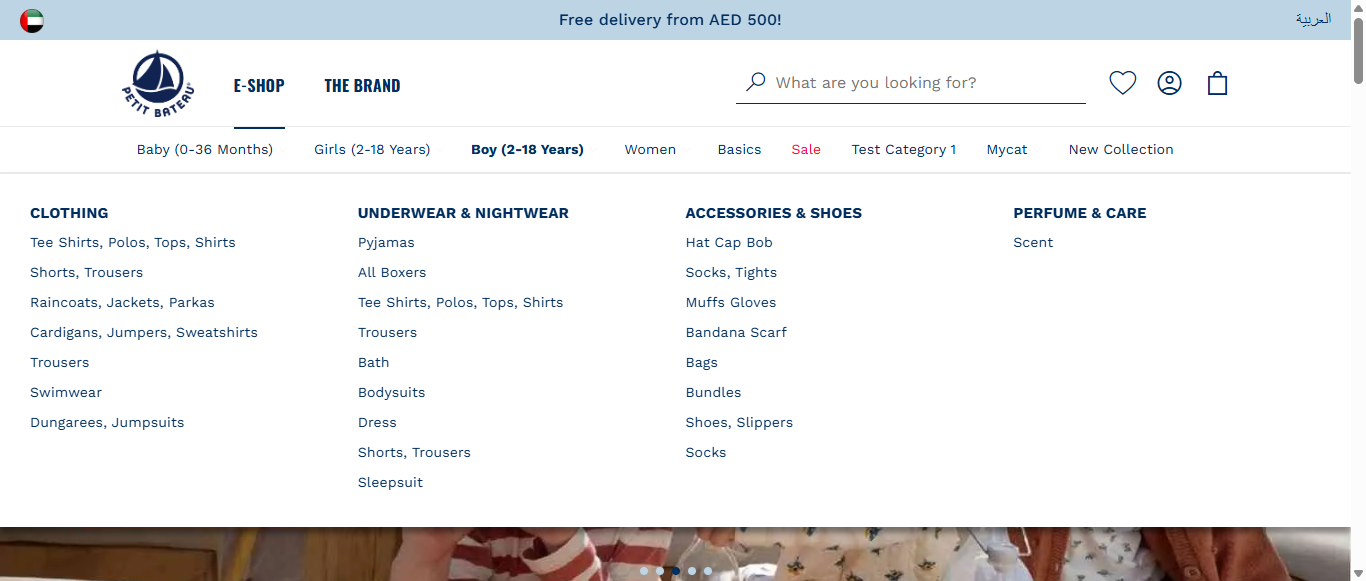 Free delivery from AED 500!
العربية
PETIT BATEAU
E-SHOP
THE BRAND
What are you looking for?
Baby (0-36 Months)
Girls (2-18 Years)
Boy (2-18 Years)
Women
Basics
Sale
Test Category 1
Mycat
New Collection
CLOTHING
Tee Shirts, Polos, Tops, Shirts
Shorts, Trousers
Raincoats, Jackets, Parkas
Cardigans, Jumpers, Sweatshirts
Trousers
Swimwear
Dungarees, Jumpsuits
UNDERWEAR & NIGHTWEAR
Pyjamas
All Boxers
Tee Shirts, Polos, Tops, Shirts
Trousers
Bath
Bodysuits
Dress
Shorts, Trousers
Sleepsuit
ACCESSORIES & SHOES
Hat Cap Bob
Socks, Tights
Muffs Gloves
Bandana Scarf
Bags
Bundles
Shoes, Slippers
Socks
PERFUME & CARE
Scent